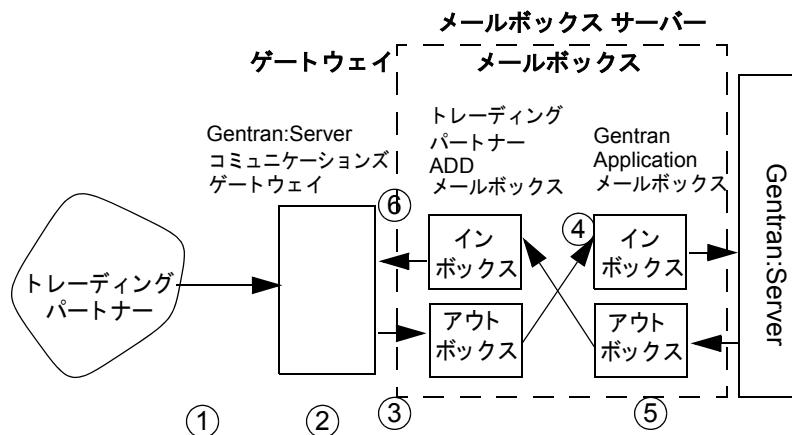 メールボックス サーバー
ゲートウェイ
メールボックス
Gentran:Server
コミュニケーションズ
ゲートウェイ
トレーディング
パートナー
ADD
メールボックス
Gentran
Application
メールボックス
⑥
④
イン
ボックス
イン
ボックス
トレーディング
パートナー
アウト
ボックス
アウト
ボックス
Gentran:Server
①
②
③
⑤